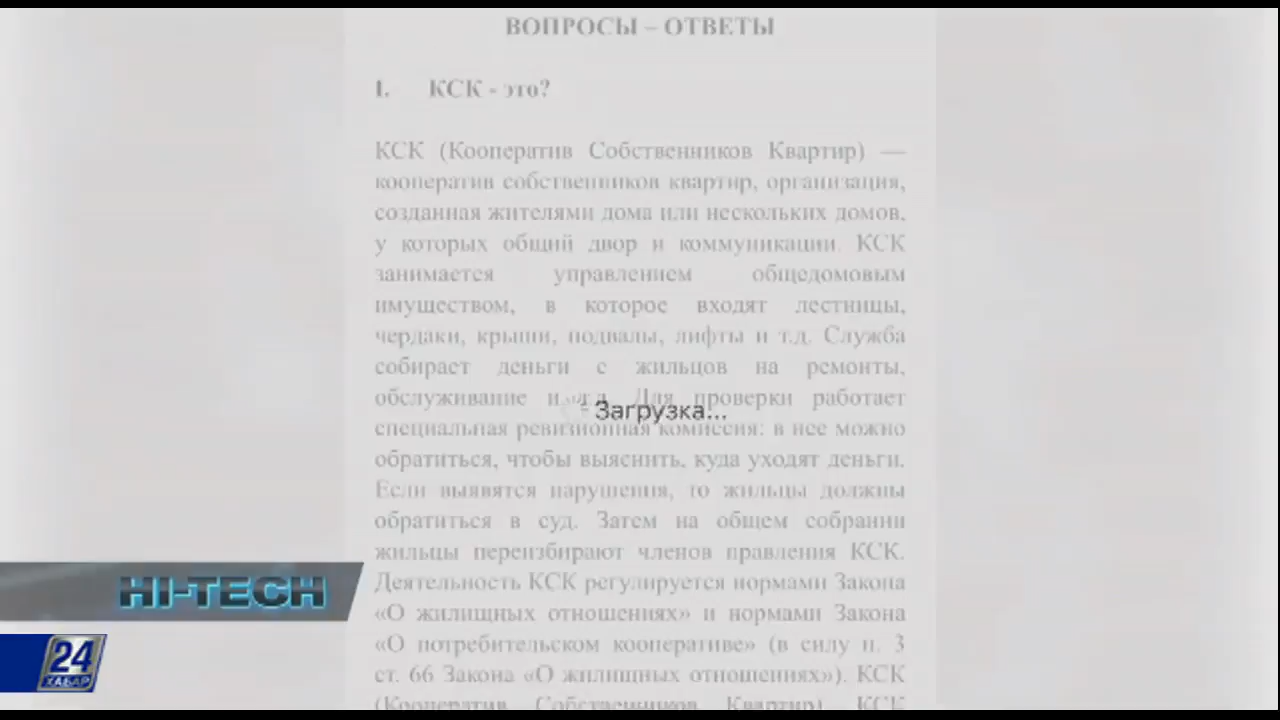 ВОПРОСЫ – ОТВЕТЫ
I. КСК - это?
КСК (Кооператив Собственников Квартир) —
кооператив собственников квартир, организация,
созданная жителями дома или нескольких домов,
у которых общий двор и коммуникации. КСК
занимается управлением общедомовым
имуществом, в которое входят лестницы,
чердаки, крыши, подвалы, лифты и т.д. Служба
собирает деньги с жильцов на ремонты,
обслуживание и т.д. Для проверки работает
Загрузка...
специальная ревизионная комиссия: в нее можно
обратиться, чтобы выяснить, куда уходят деньги.
Если выявятся нарушения, то жильцы должны
обратиться в суд. Затем на общем собрании
жильцы переизбирают членов правления КСК.
Деятельность КСК регулируется нормами Закона
«О жилищных отношениях» и нормами Закона
«О потребительском кооперативе» (в силу п. 3
ст. 66 Закона «О жилищных отношениях»). КСК
(Кооператив Собственников Квартир). КСК
HI-TECH
24
ХАБАР